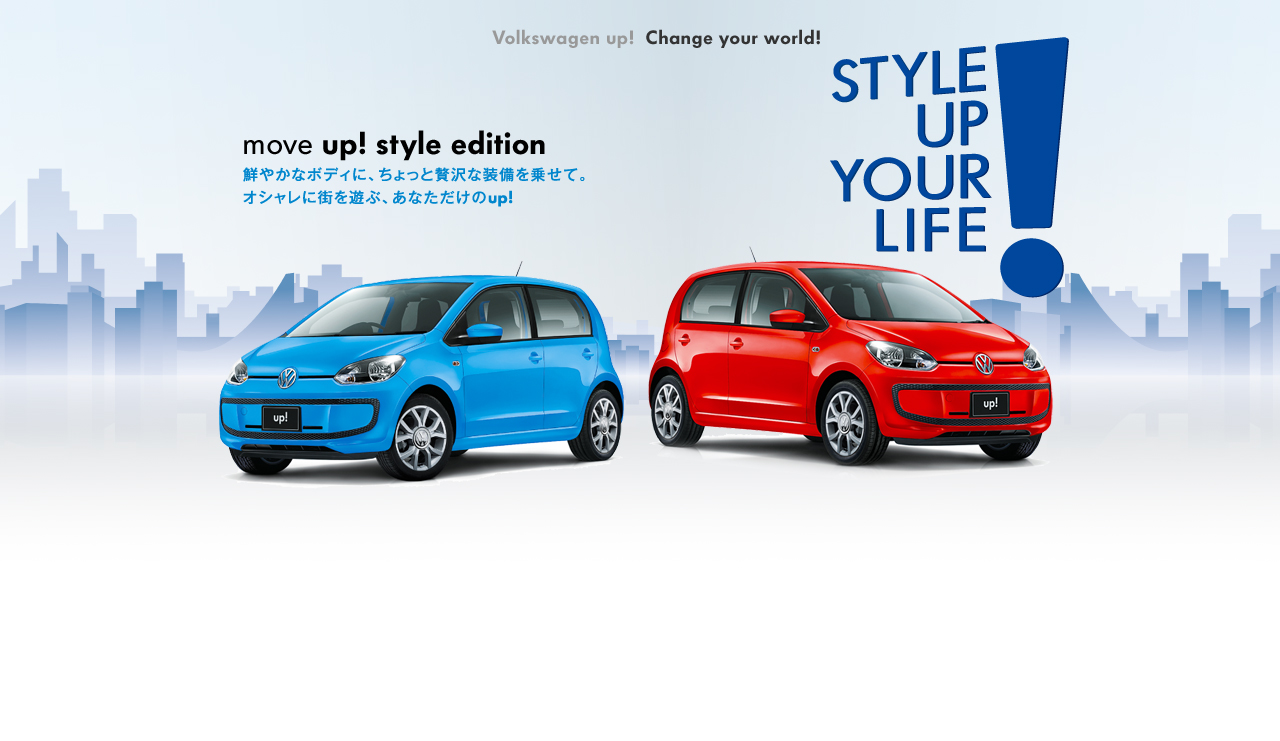 Volkswagen up! Change your world!
STYLE
UP
YOUR
LIFE
!
move up! style edition
鮮やかなボディに、ちょっと贅沢な装備を乗せて。
オシャレに街を遊ぶ、あなただけのup!
up!
up!